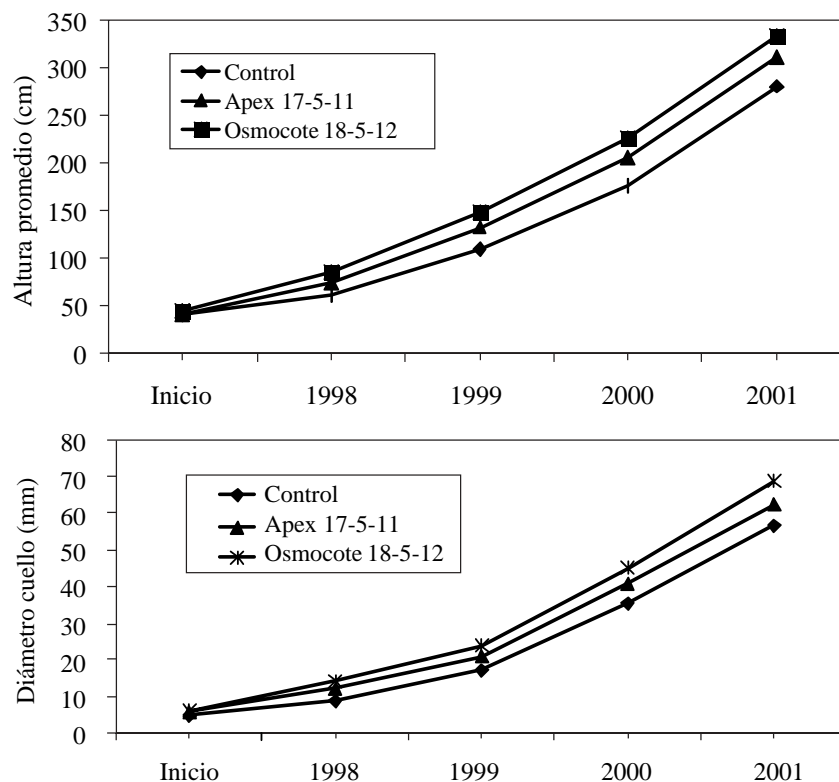 350
300
250
200
150
100
50
0
Altura promedio (cm)
Control
Apex 17-5-11
Osmocote 18-5-12
Inicio 1998 1999 2000 2001
80
70
60
50
40
30
20
10
0
Diámetro cuello (mm)
Control
Apex 17-5-11
Osmocote 18-5-12
Inicio 1998 1999 2000 2001